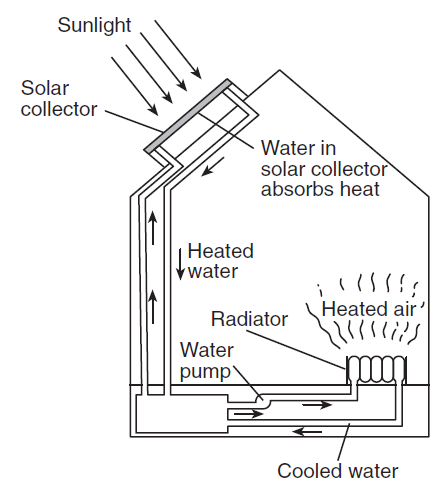 Sunlight
Solar
collector
Water in
solar collector
absorbs heat
Heated
water
Heated air
Radiator
Water
pump
Cooled water